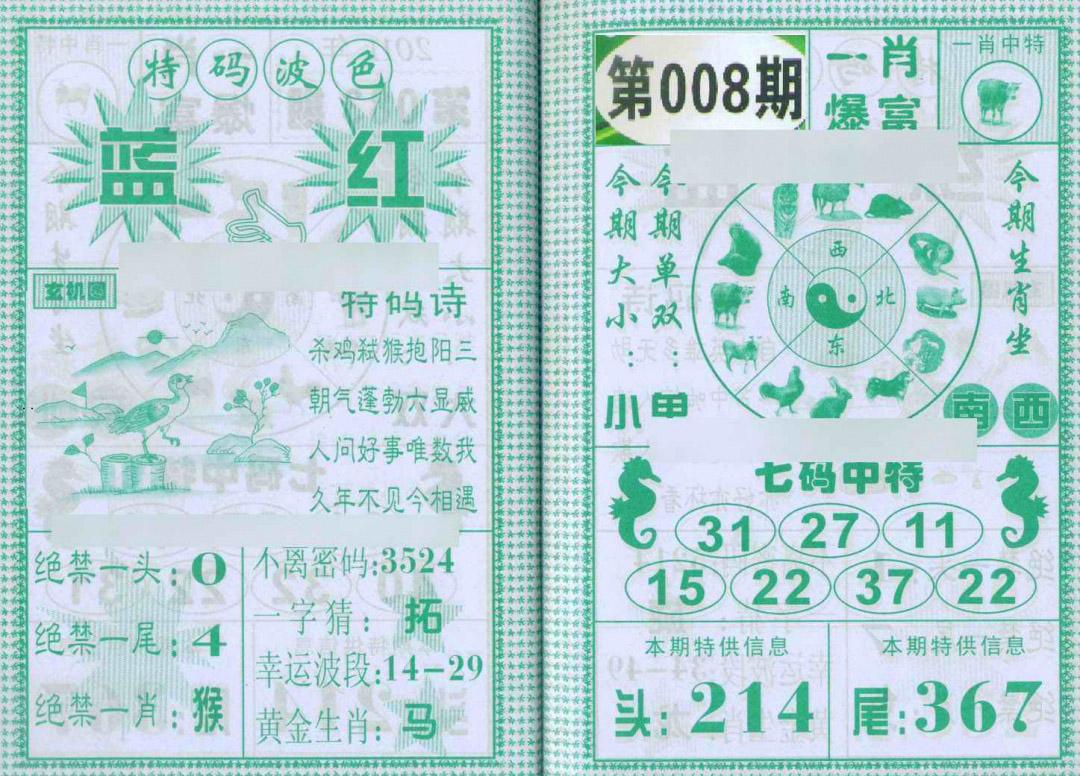 特码波色
蓝 红
玄机图
特码诗
杀鸡弑猴抱阳三
朝气蓬勃六显威
人问好事唯数我
久年不见今相遇
绝禁一头:0
绝禁一尾:4
绝禁一肖:猴
不离密码:3524
一字猜:拓
幸运波段:14-29
黄金生肖:马
第008期
一肖
爆富
一肖中特
今期大小:小
今期单双:甲
西
南 北
东
今期生肖坐
南 西
七码中特
31 27 11
15 22 37 22
本期特供信息
头:214
本期特供信息
尾:367